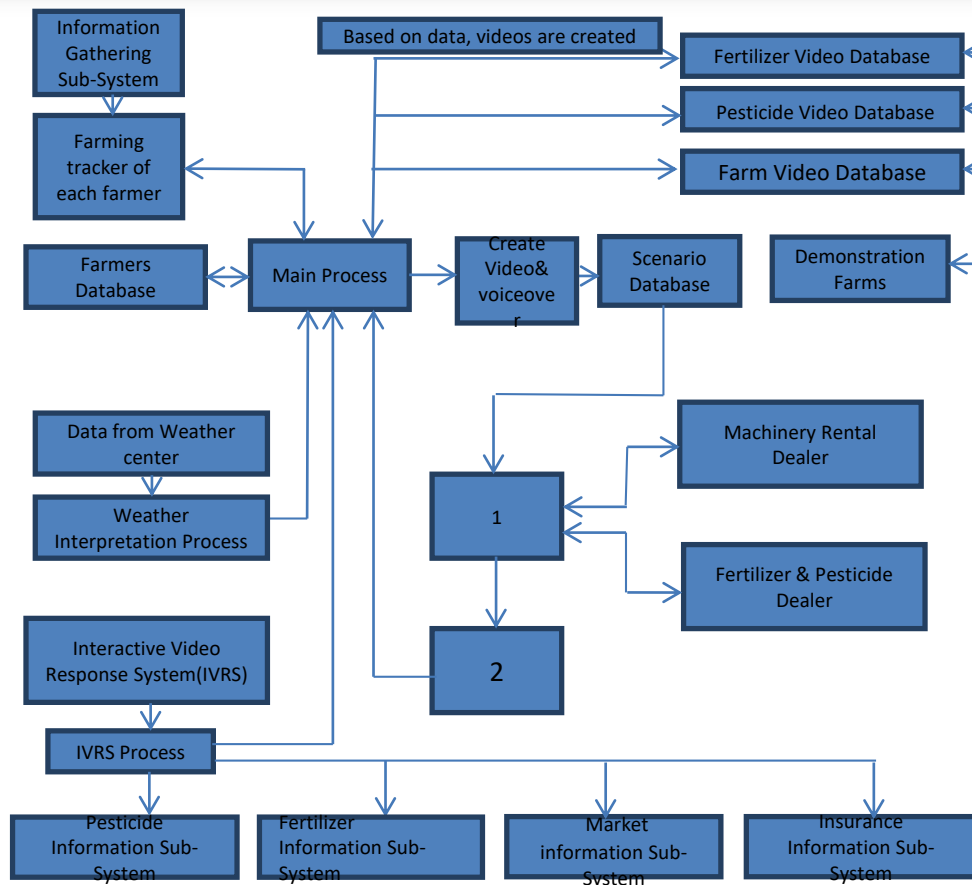 Information
Gathering
Sub-System
Based on data, videos are created
Fertilizer Video Database
Pesticide Video Database
Farming
tracker of
each farmer
Farm Video Database
Farmers
Database
Main Process
Create
Video&
voiceove
r
Scenario
Database
Demonstration
Farms
Data from Weather
center
Machinery Rental
Dealer
Weather
Interpretation Process
1
Fertilizer & Pesticide
Dealer
Interactive Video
Response System(IVRS)
2
IVRS Process
Pesticide
Information Sub-
System
Fertilizer
Information Sub-
System
Market
information Sub-
System
Insurance
Information Sub-
System